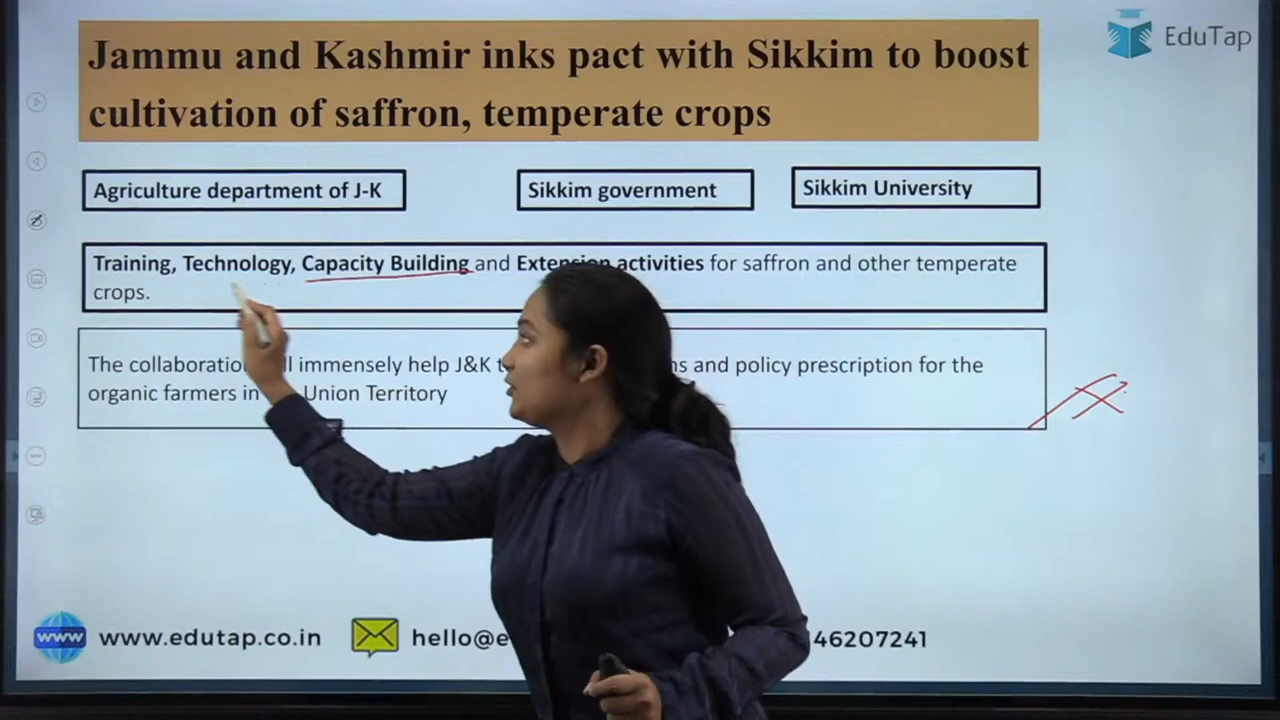 EduTap
Jammu and Kashmir inks pact with Sikkim to boost
cultivation of saffron, temperate crops
Agriculture department of J-K
Sikkim government
Sikkim University
Training, Technology, Capacity Building and Extension activities for saffron and other temperate
crops.
The collaboration immensely help J&K and policy prescription for the
organic farmers in Union Territory
www www.edutap.co.in hello@e 46207241